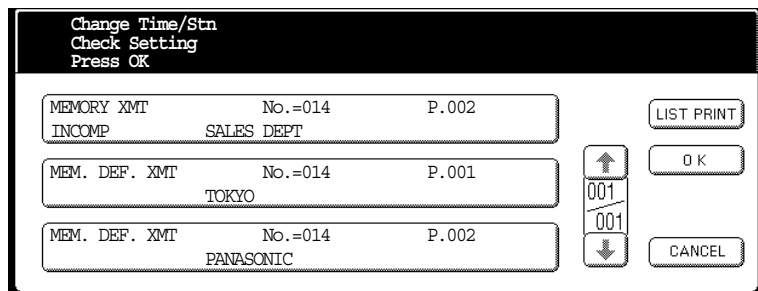 Change Time/Stn
Check Setting
Press OK
MEMORY XMT No.=014 P.002
INCOMP SALES DEPT
LIST PRINT
MEM. DEF. XMT No.=014 P.001
TOKYO
OK
001
001
MEM. DEF. XMT No.=014 P.002
PANASONIC
CANCEL